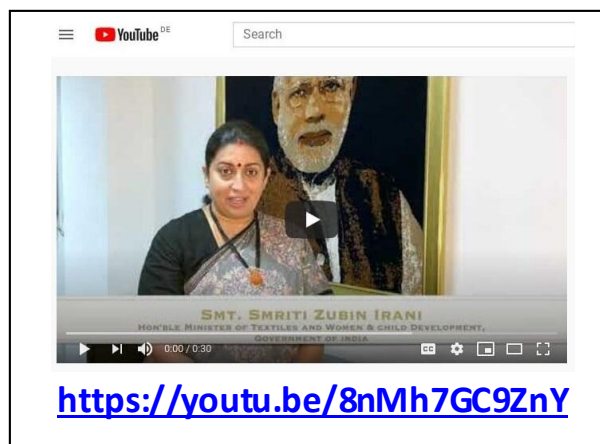 YouTube DE
Search
SMT. SMRITI ZUBIN IRANI
HON'BLE MINISTER OF TEXTILES AND WOMEN & CHILD DEVELOPMENT,
GOVERNMENT OF INDIA
0:00 / 0:30
CC
https://youtu.be/8nMh7GC9ZnY